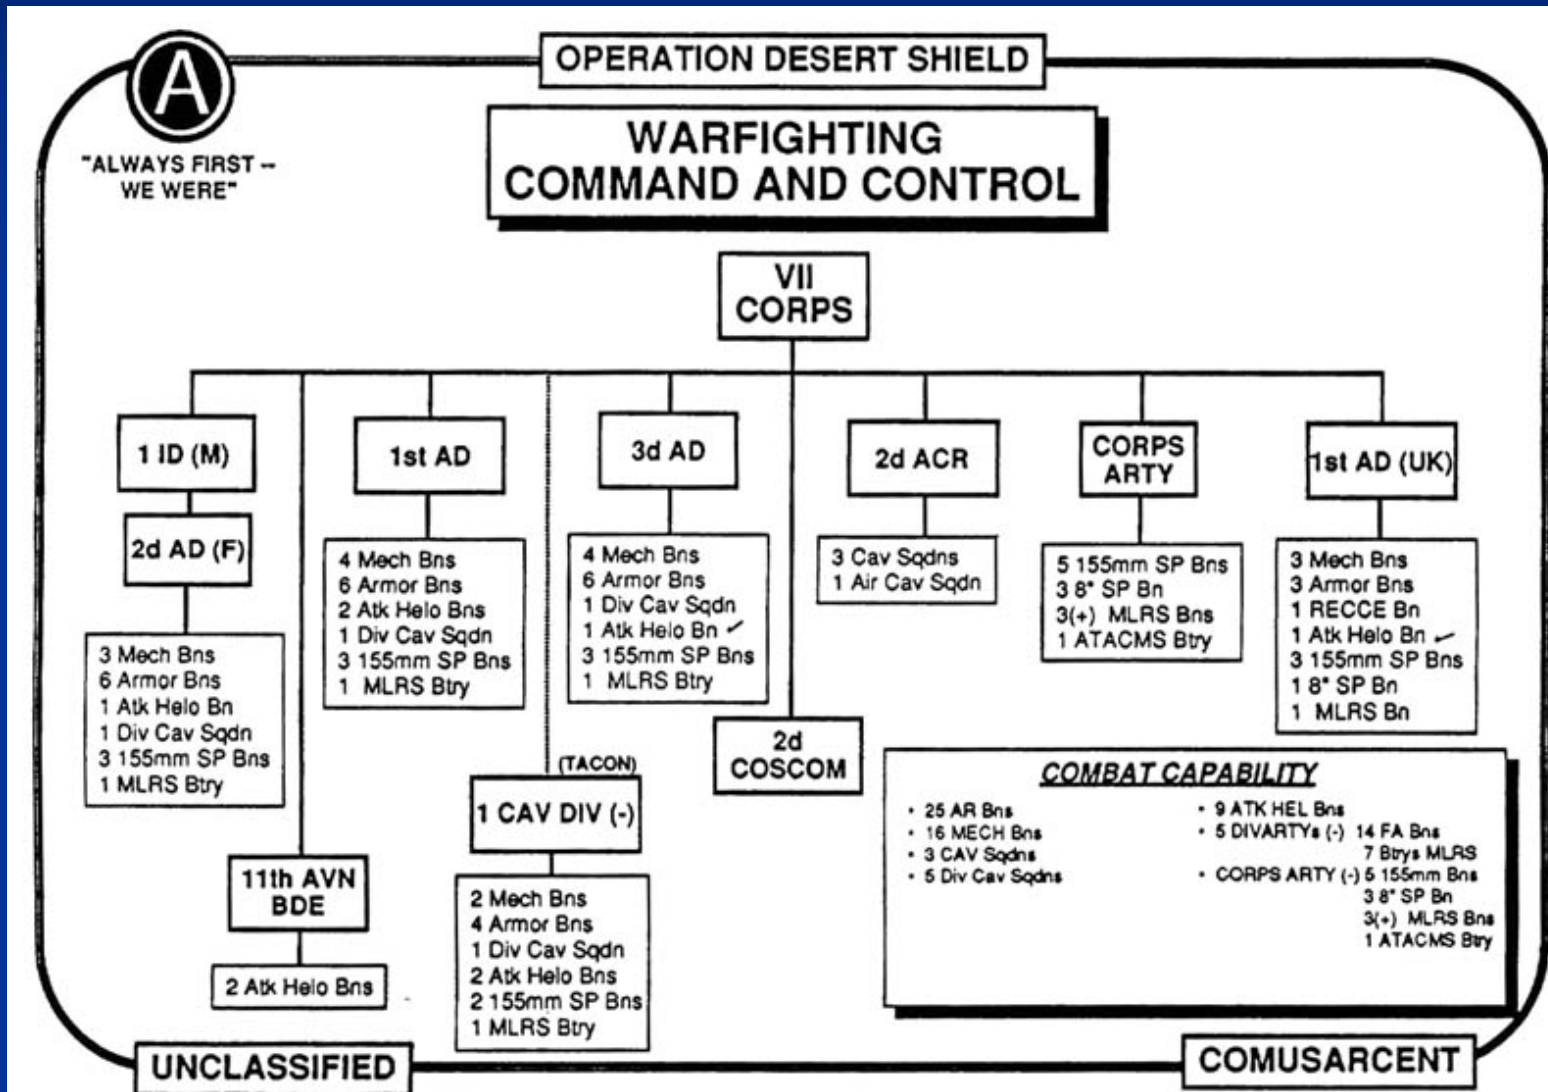 OPERATION DESERT SHIELD
A
"ALWAYS FIRST --
WE WERE"
WARFIGHTING
COMMAND AND CONTROL
VII
CORPS
1 ID (M)
2d AD (F)
3 Mech Bns
6 Armor Bns
1 Atk Helo Bn
1 Div Cav Sqdn
3 155mm SP Bns
1 MLRS Btry
11th AVN
BDE
2 Atk Helo Bns
1st AD
4 Mech Bns
6 Armor Bns
2 Atk Helo Bns
1 Div Cav Sqdn
3 155mm SP Bns
1 MLRS Btry
(TACON)
1 CAV DIV (-)
2 Mech Bns
4 Armor Bns
1 Div Cav Sqdn
2 Atk Helo Bns
2 155mm SP Bns
1 MLRS Btry
3d AD
4 Mech Bns
6 Armor Bns
1 Div Cav Sqdn
1 Atk Helo Bn ✓
3 155mm SP Bns
1 MLRS Btry
2d
COSCOM
2d ACR
3 Cav Sqdns
1 Air Cav Sqdn
CORPS
ARTY
5 155mm SP Bns
3 8" SP Bn
3(+) MLRS Bns
1 ATACMS Btry
1st AD (UK)
3 Mech Bns
3 Armor Bns
1 RECCE Bn
1 Atk Helo Bn ✓
3 155mm SP Bns
1 8" SP Bn
1 MLRS Bn
COMBAT CAPABILITY
• 25 AR Bns
• 16 MECH Bns
• 3 CAV Sqdns
• 5 Div Cav Sqdns
• 9 ATK HEL Bns
• 5 DIVARTYs (-) 14 FA Bns
7 Btrys MLRS
• CORPS ARTY (-) 5 155mm Bns
3 8" SP Bn
3(+) MLRS Bns
1 ATACMS Btry
UNCLASSIFIED
COMUSARCENT